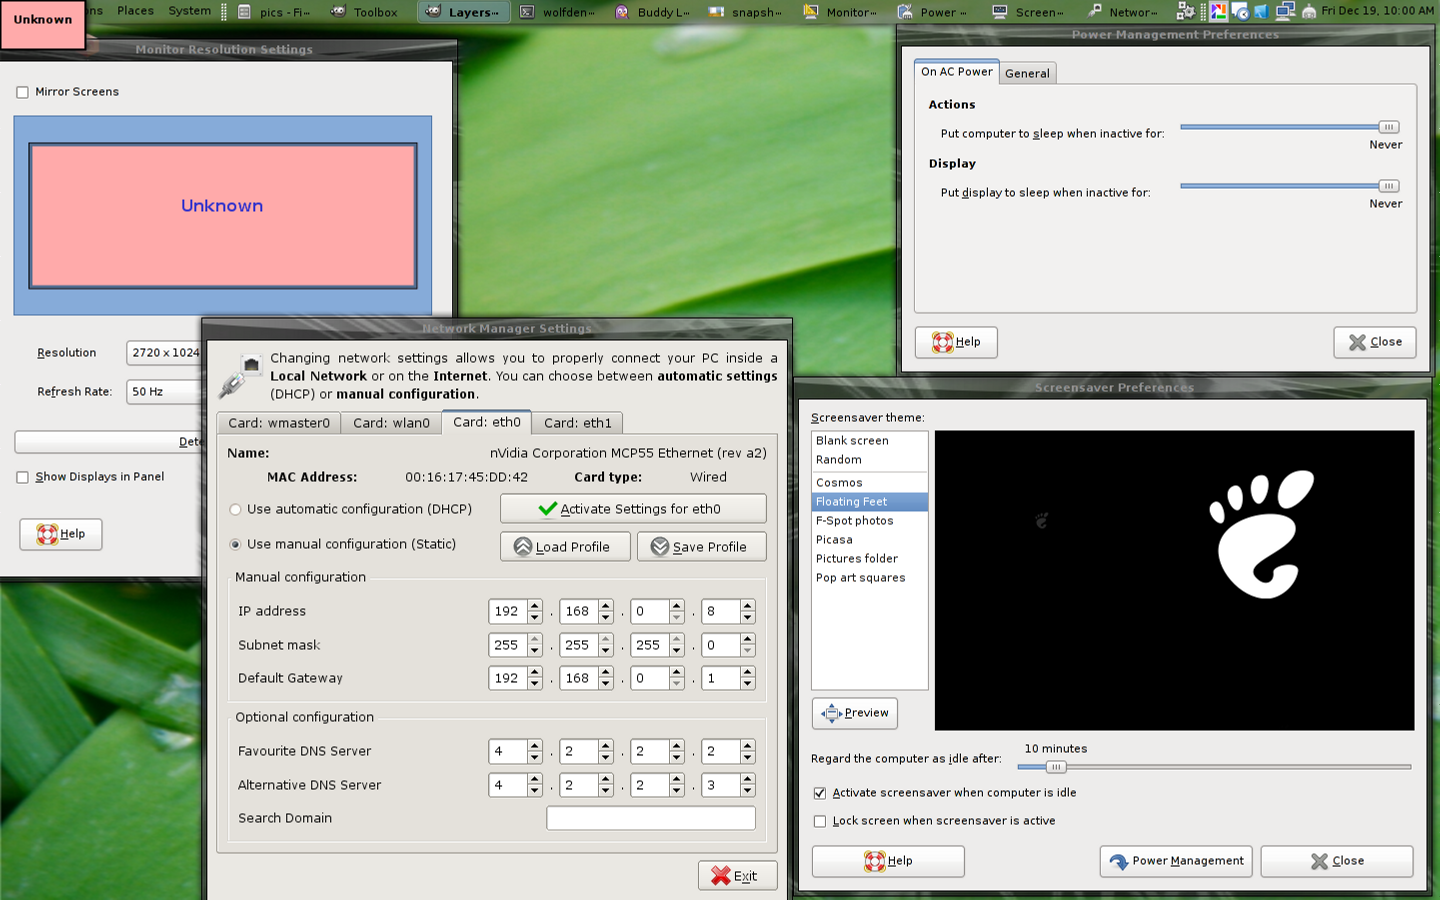 Unknown
ons Places System pics - Fi··· Toolbox Layers··· wolfden··· Buddy L··· snapsh··· Monitor··· Power ··· Screen··· Networ··· Fri Dec 19, 10:00 AM
Monitor Resolution Settings
Mirror Screens
Unknown
Resolution 2720 x 1024
Refresh Rate: 50 Hz
Dete
Show Displays in Panel
Help
Power Management Preferences
On AC Power General
Actions
Put computer to sleep when inactive for:
Never
Display
Put display to sleep when inactive for:
Never
Help Close
Network Manager Settings
Changing network settings allows you to properly connect your PC inside a
Local Network or on the Internet. You can choose between automatic settings
(DHCP) or manual configuration.
Card: wmaster0 Card: wlan0 Card: eth0 Card: eth1
Name: nVidia Corporation MCP55 Ethernet (rev a2)
MAC Address: 00:16:17:45:DD:42 Card type: Wired
Use automatic configuration (DHCP) Activate Settings for eth0
Use manual configuration (Static) Load Profile Save Profile
Manual configuration
IP address 192 . 168 . 0 . 8
Subnet mask 255 . 255 . 255 . 0
Default Gateway 192 . 168 . 0 . 1
Optional configuration
Favourite DNS Server 4 . 2 . 2 . 2
Alternative DNS Server 4 . 2 . 2 . 3
Search Domain
Exit
Screensaver Preferences
Screensaver theme:
Blank screen
Random
Cosmos
Floating Feet
F-Spot photos
Picasa
Pictures folder
Pop art squares
Preview
10 minutes
Regard the computer as idle after:
Activate screensaver when computer is idle
Lock screen when screensaver is active
Help Power Management Close